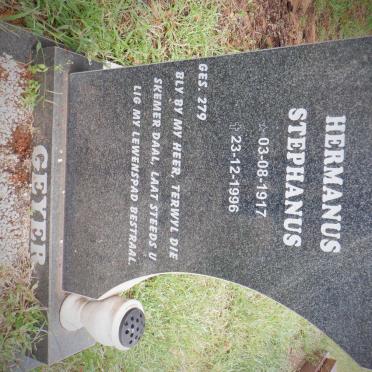 HERMANUS
STEPHANUS
☆ 03-08-1917
✞ 23-12-1996
GES. 279
BLY BY MY HEER, TERWYL DIE
SKEMER DAAL, LAAT STEEDS U
LIG MY LEWENSPAD BESTRAAL.
GEYER